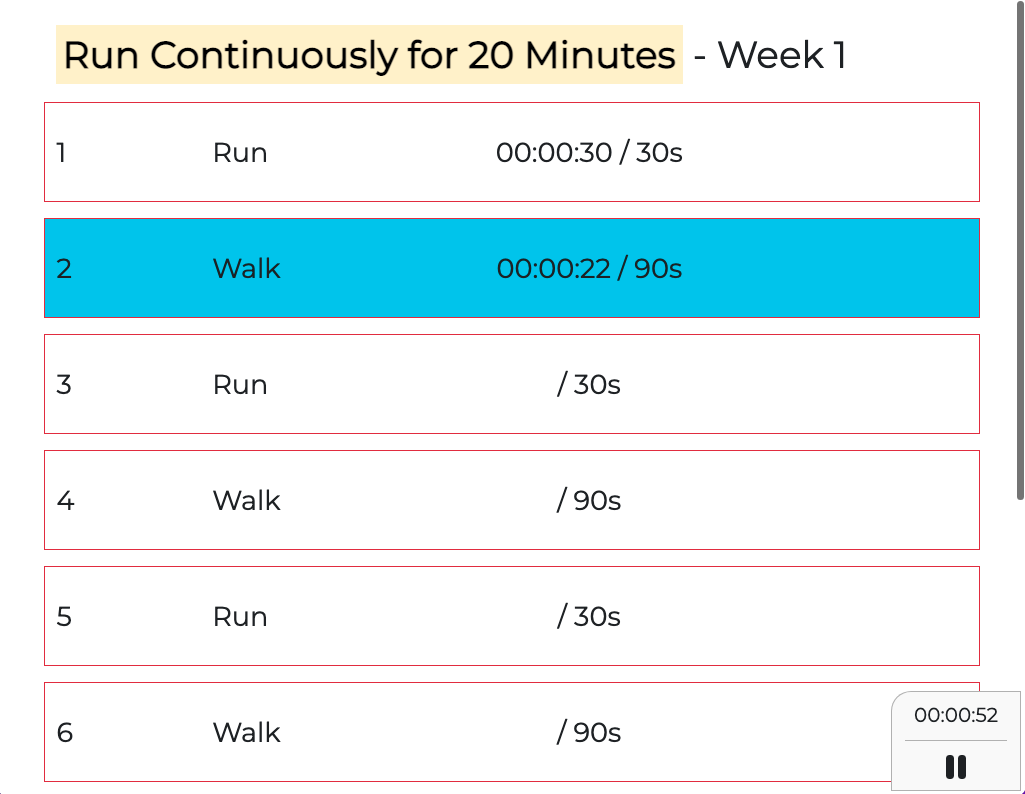 Run Continuously for 20 Minutes - Week 1
1 Run 00:00:30 / 30s
2 Walk 00:00:22 / 90s
3 Run / 30s
4 Walk / 90s
5 Run / 30s
6 Walk / 90s
00:00:52